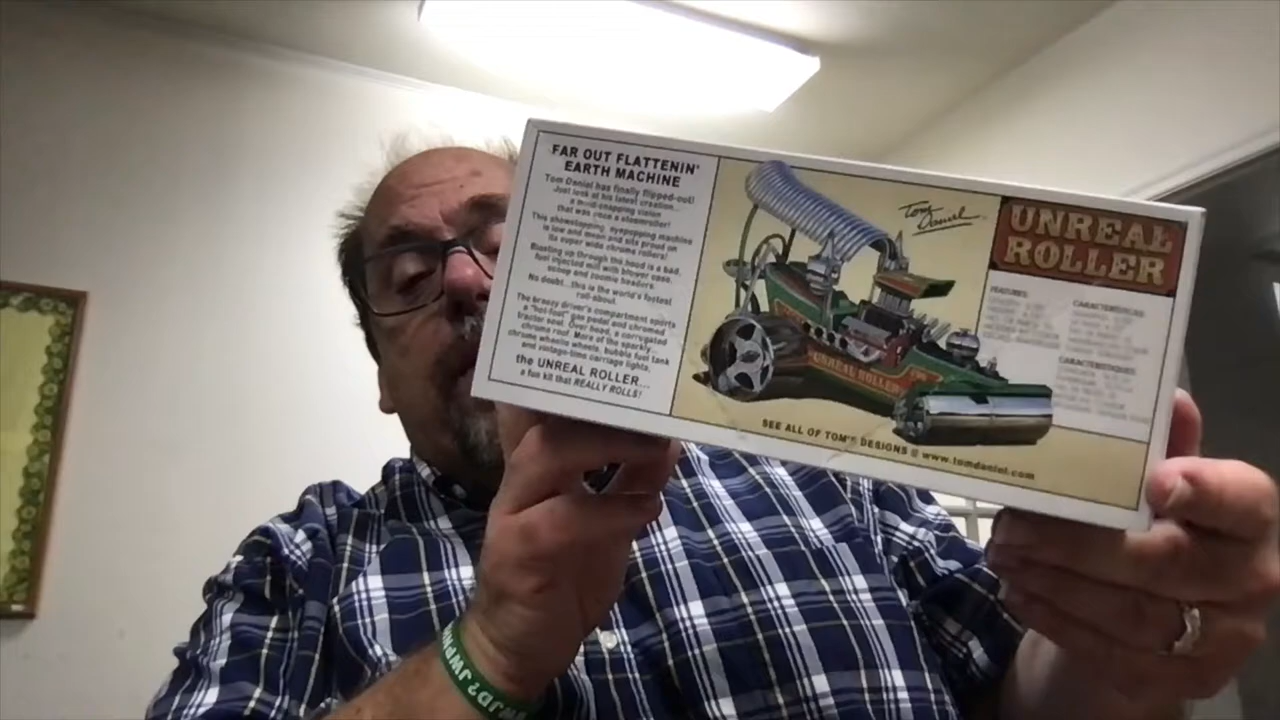 FAR OUT FLATTENIN'
EARTH MACHINE
Tom Daniel has finally flipped-out!
Just look at his latest creation...
a mind-snapping vision
that was once a steamroller!
This showstopping, eyepopping machine
is low and mean and sits proud on
its super wide chrome rollers!
Busting up through the hood is a bad,
fuel injected mill with blower case,
scoop and zoomie headers.
No doubt...this is the world's fastest
roll-about.
The breezy driver's compartment sports
a "hot-foot" gas pedal and chromed
tractor seat. Over head, a corrugated
chrome roof. More of the sparkly...
chrome wheelie wheels, bubble fuel tank
and vintage-time carriage lights.
the UNREAL ROLLER...
a fun kit that REALLY ROLLS!
Tom Daniel
UNREAL ROLLER
SEE ALL OF TOM'S DESIGNS @ www.tomdaniel.com
UNREAL
ROLLER
FEATURES:
CARACTERISTICAS:
CARACTERISTIQUES
WJD? JWPH